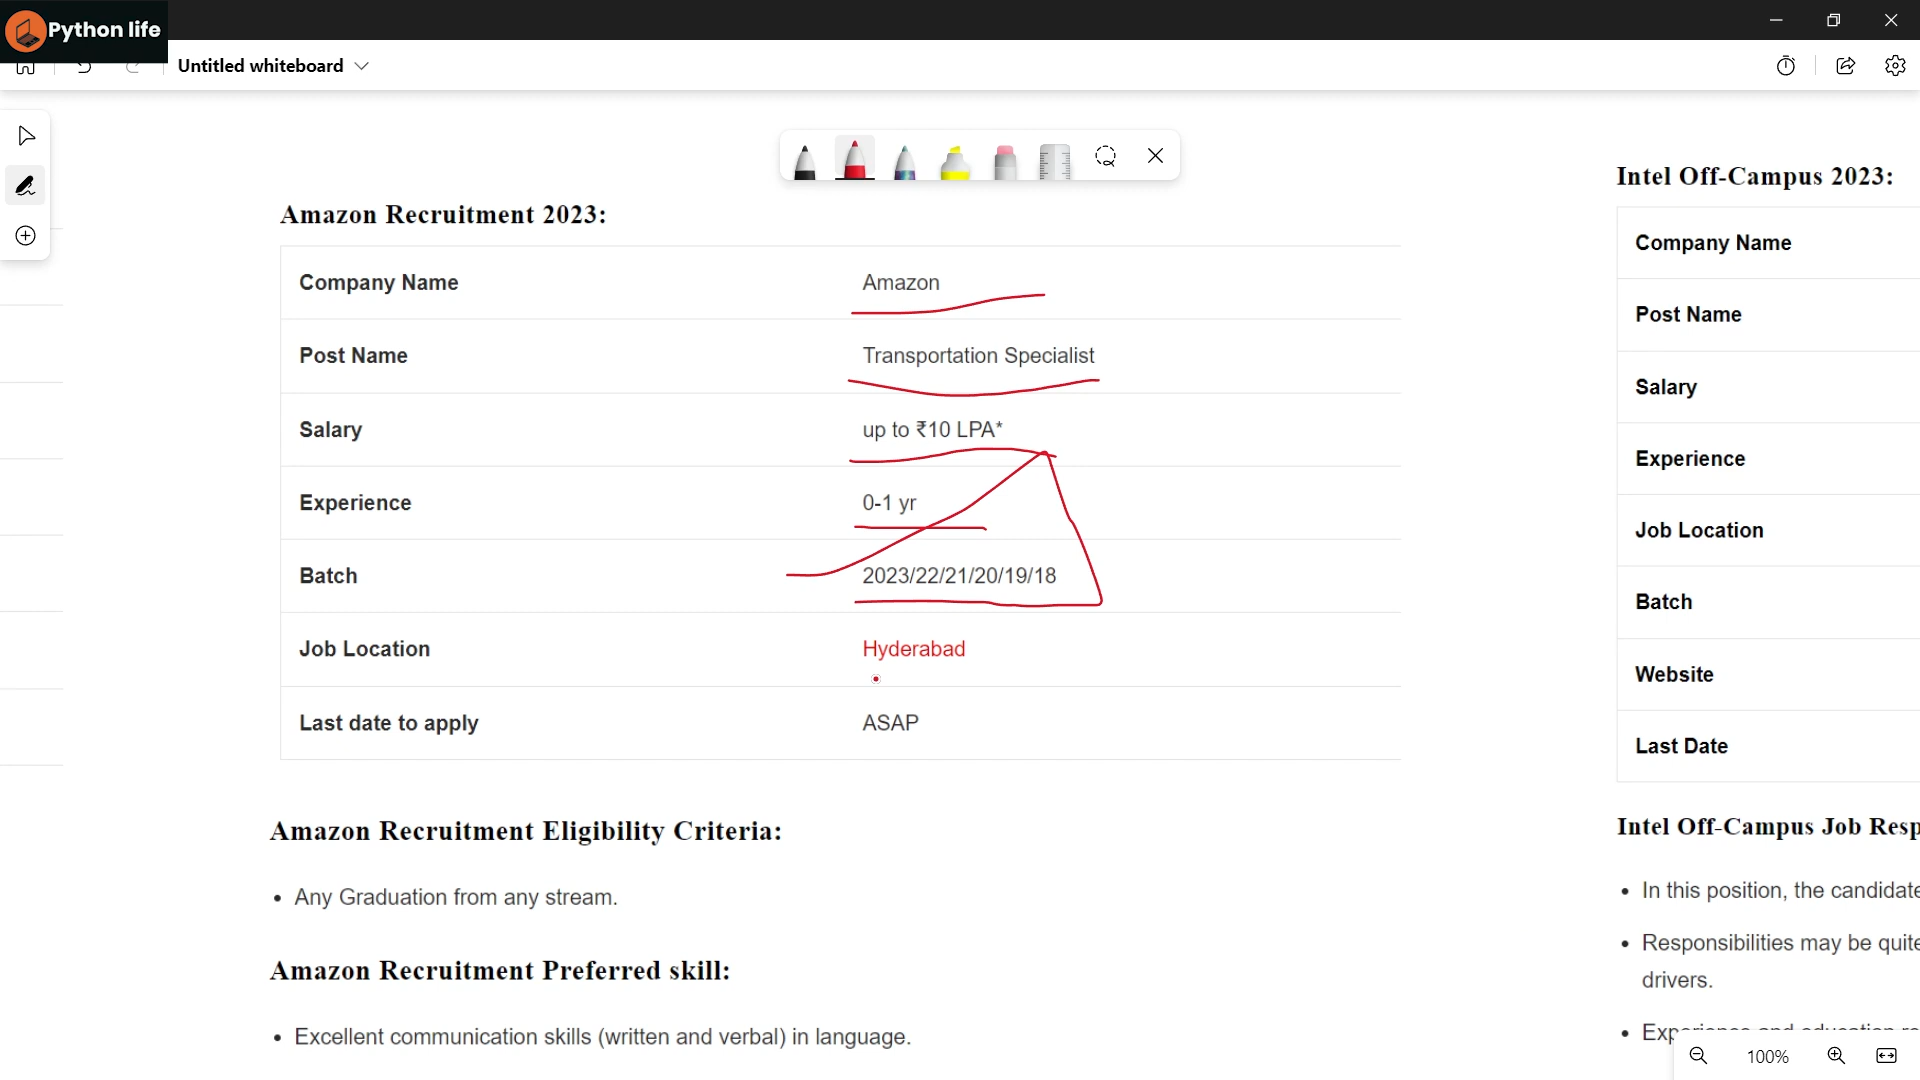 Python life
Untitled whiteboard
Amazon Recruitment 2023:
Company Name Amazon
Post Name Transportation Specialist
Salary up to ₹10 LPA*
Experience 0-1 yr
Batch 2023/22/21/20/19/18
Job Location Hyderabad
Last date to apply ASAP
Amazon Recruitment Eligibility Criteria:
• Any Graduation from any stream.
Amazon Recruitment Preferred skill:
• Excellent communication skills (written and verbal) in language.
Intel Off-Campus 2023:
Company Name
Post Name
Salary
Experience
Job Location
Batch
Website
Last Date
Intel Off-Campus Job Resp
• In this position, the candidate
• Responsibilities may be quite
drivers.
100%